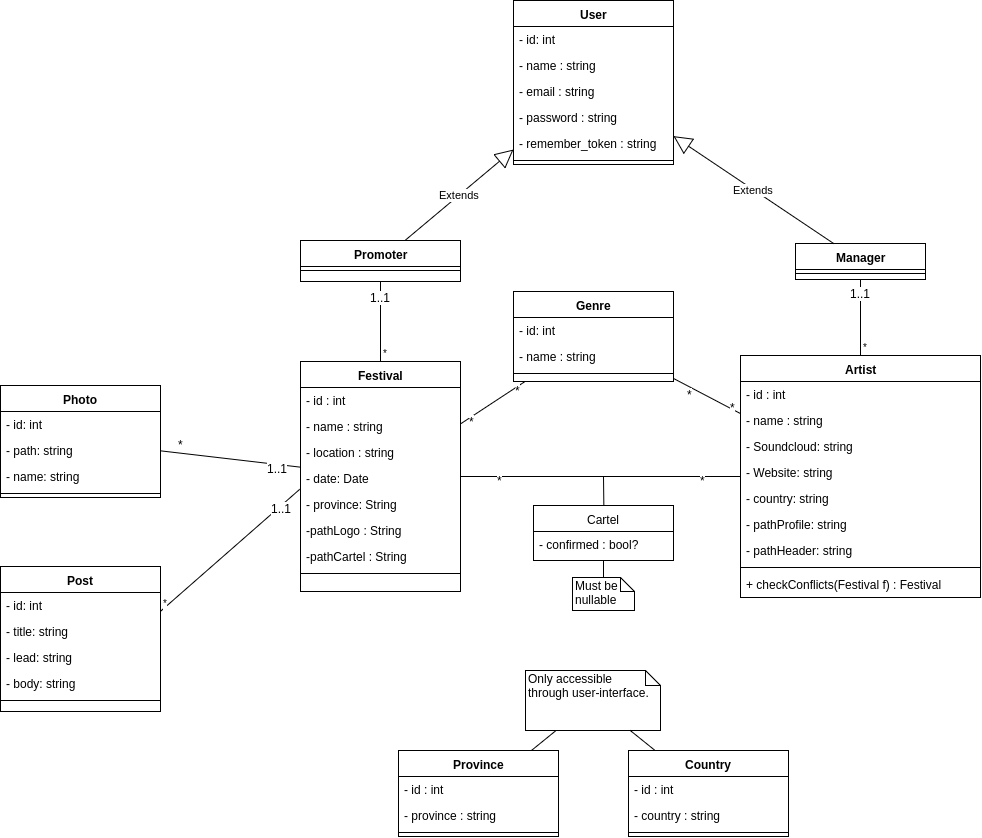 User
- id: int
- name : string
- email : string
- password : string
- remember_token : string
Extends
Extends
Promoter
Manager
1..1
*
1..1
*
Genre
- id: int
- name : string
*
*
*
*
Festival
- id : int
- name : string
- location : string
- date: Date
- province: String
-pathLogo : String
-pathCartel : String
Artist
- id : int
- name : string
- Soundcloud: string
- Website: string
- country: string
- pathProfile: string
- pathHeader: string
+ checkConflicts(Festival f) : Festival
Photo
- id: int
- path: string
- name: string
*
1..1
1..1
*
*
*
Cartel
- confirmed : bool?
Must be
nullable
Post
- id: int
- title: string
- lead: string
- body: string
Only accessible
through user-interface.
Province
- id : int
- province : string
Country
- id : int
- country : string